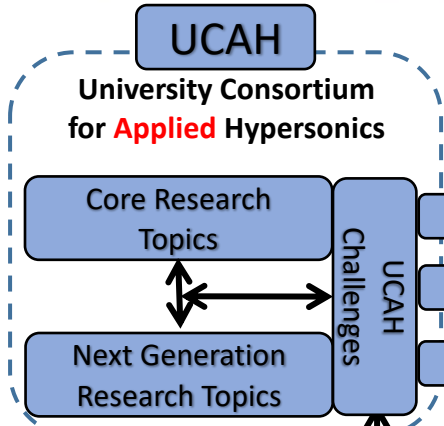 UCAH
University Consortium
for Applied Hypersonics
Core Research
Topics
UCAH
Challenges
Next Generation
Research Topics